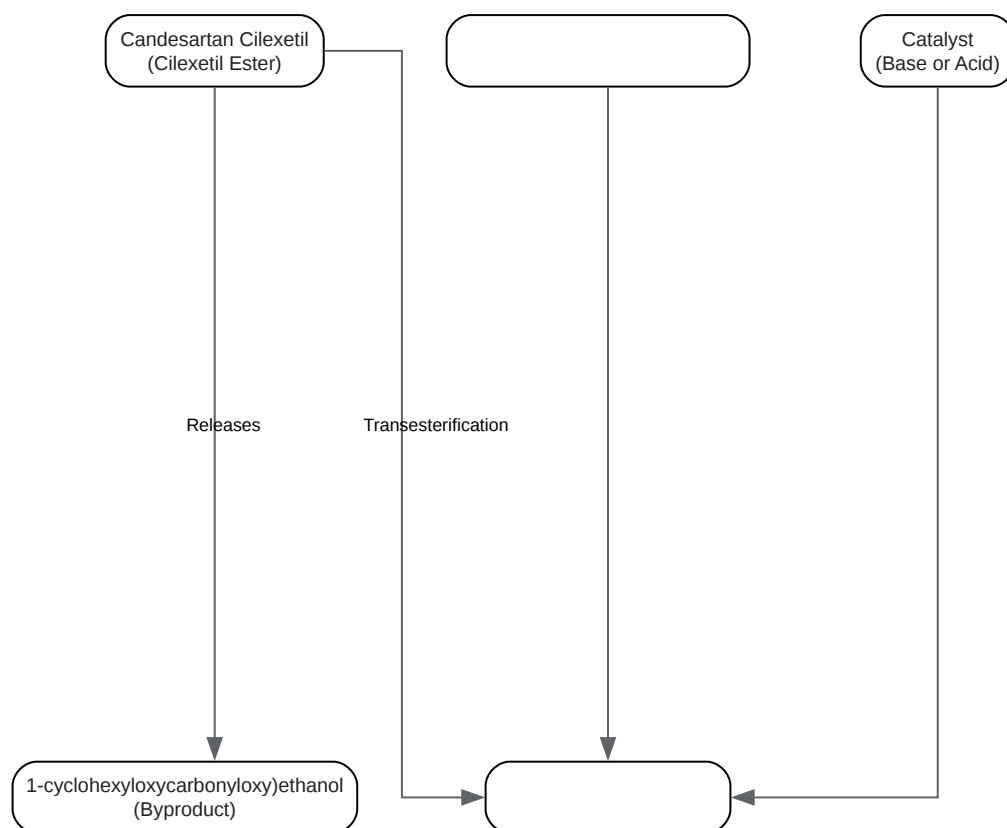 Candesartan Cilexetil
(Cilexetil Ester)
Catalyst
(Base or Acid)
Releases
Transesterification
1-cyclohexyloxycarbonyloxy)ethanol
(Byproduct)